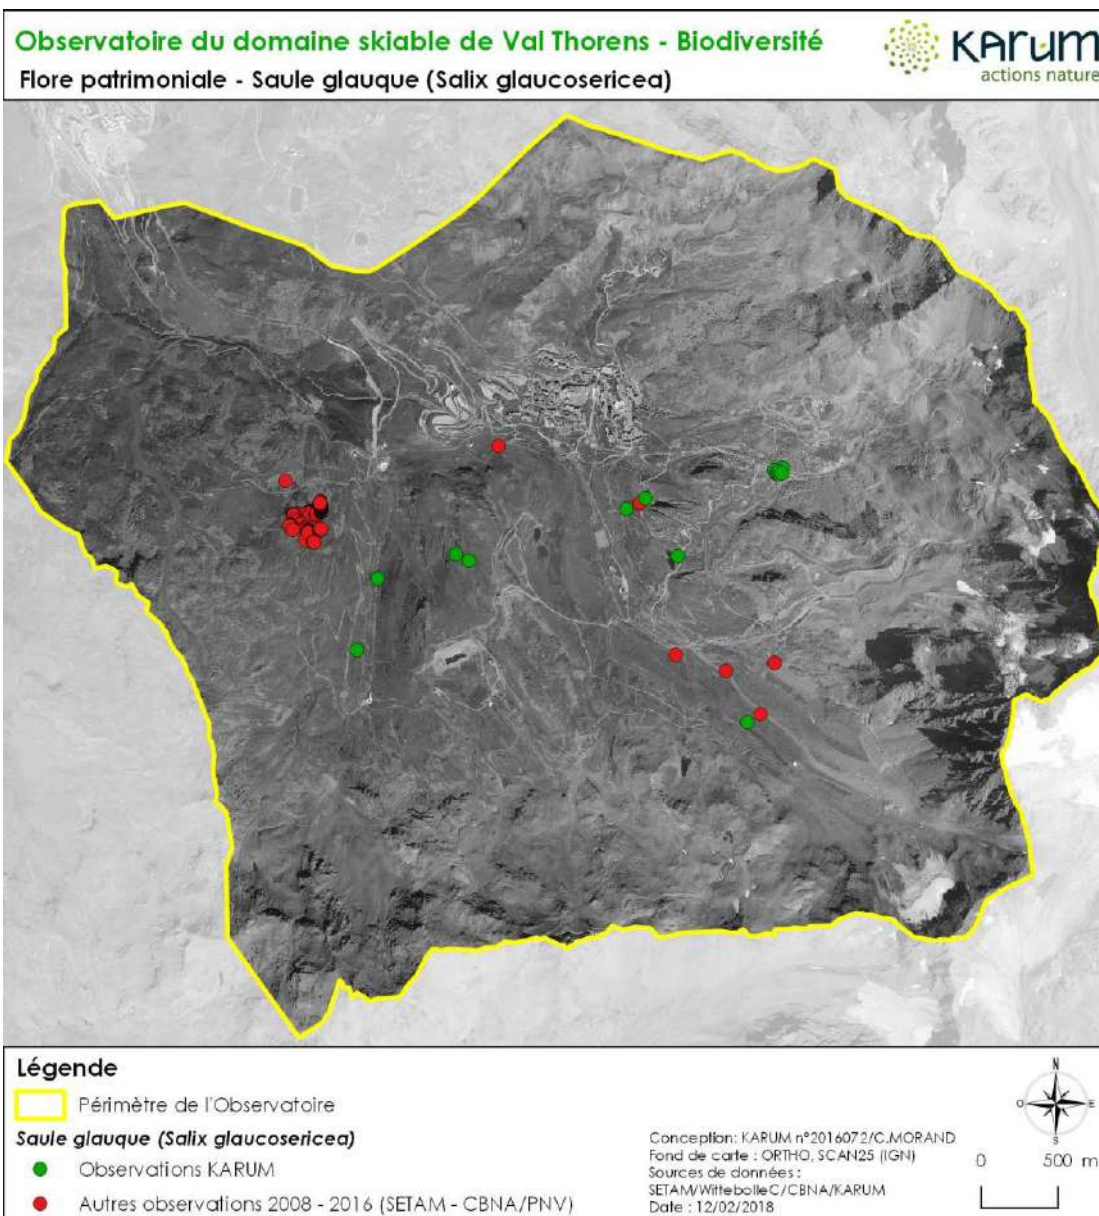 Observatoire du domaine skiable de Val Thorens - Biodiversité
Flore patrimoniale - Saule glauque (Salix glaucosericea)
KARUM
actions nature
Légende
Périmètre de l'Observatoire
Saule glauque (Salix glaucosericea)
Observations KARUM
Autres observations 2008 - 2016 (SETAM - CBNA/PNV)
Conception: KARUM n°2016072/C.MORAND
Fond de carte : ORTHO, SCAN25 (IGN)
Sources de données :
SETAM/WittebolleC/CBNA/KARUM
Date : 12/02/2018
N
O
E
S
0 500 m